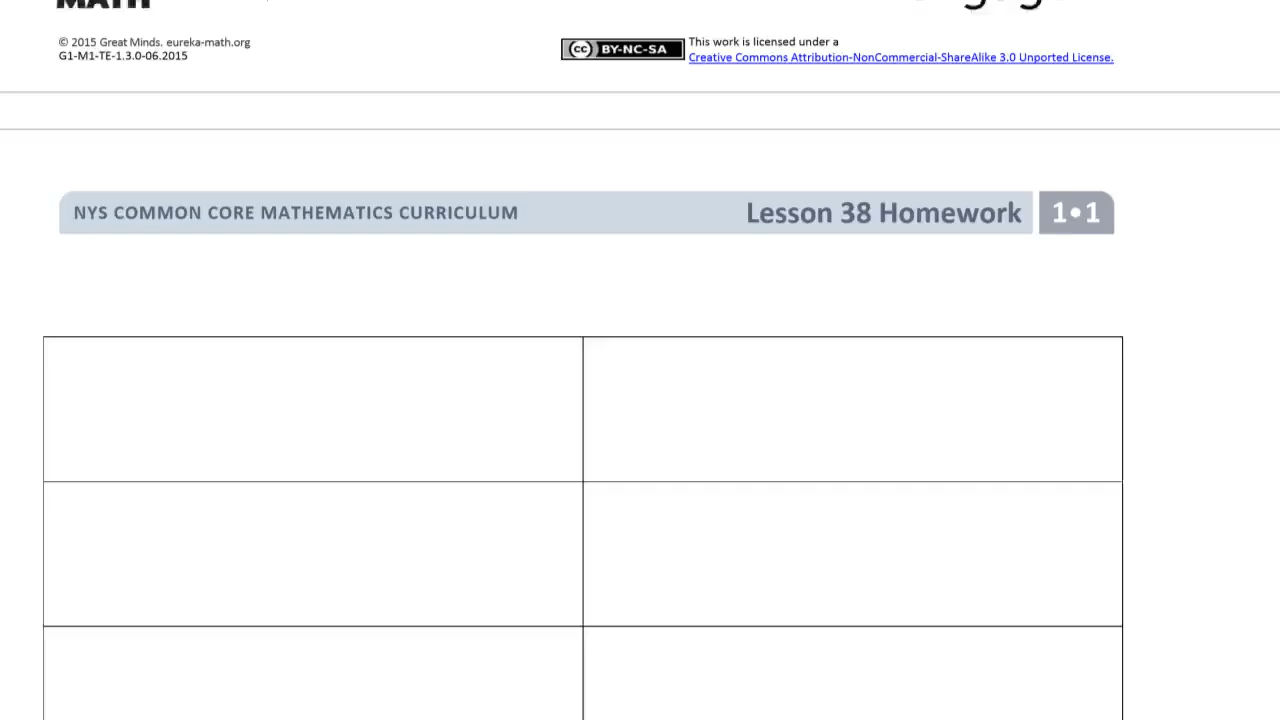 MATH
© 2015 Great Minds. eureka-math.org
G1-M1-TE-1.3.0-06.2015
cc BY-NC-SA
This work is licensed under a
Creative Commons Attribution-NonCommercial-ShareAlike 3.0 Unported License.
NYS COMMON CORE MATHEMATICS CURRICULUM
Lesson 38 Homework
1•1